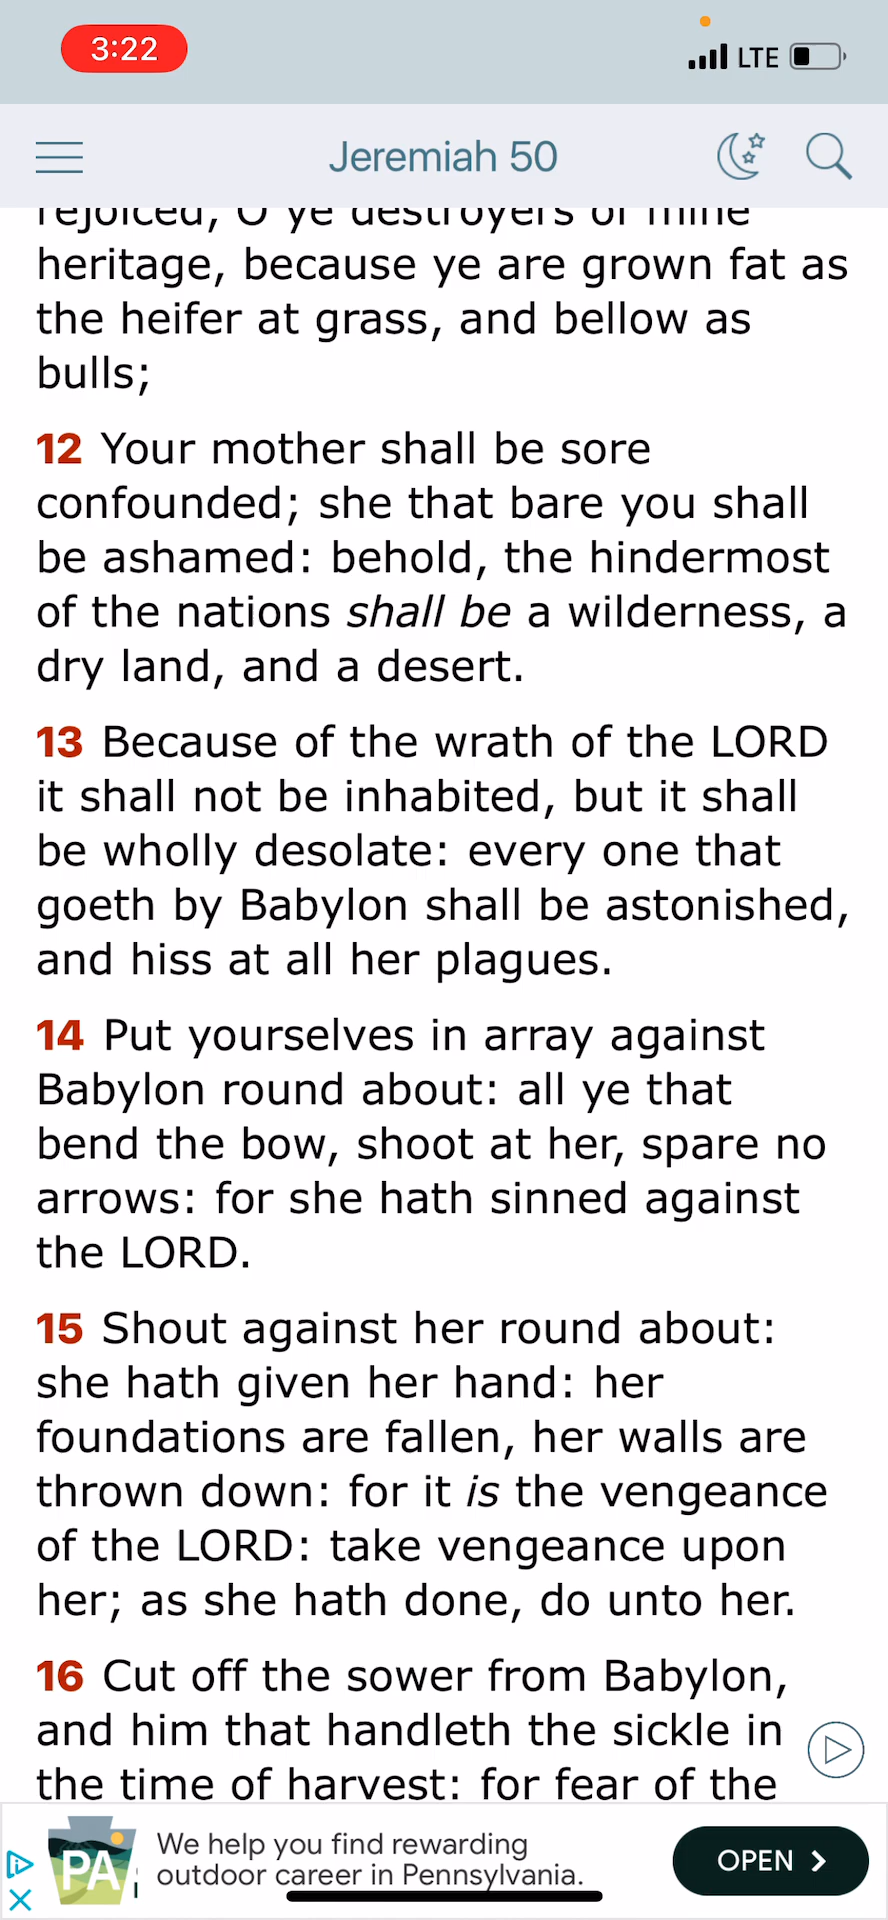 3:22
LTE
Jeremiah 50
rejoiced, O ye destroyers of mine
heritage, because ye are grown fat as
the heifer at grass, and bellow as
bulls;
12 Your mother shall be sore
confounded; she that bare you shall
be ashamed: behold, the hindermost
of the nations shall be a wilderness, a
dry land, and a desert.
13 Because of the wrath of the LORD
it shall not be inhabited, but it shall
be wholly desolate: every one that
goeth by Babylon shall be astonished,
and hiss at all her plagues.
14 Put yourselves in array against
Babylon round about: all ye that
bend the bow, shoot at her, spare no
arrows: for she hath sinned against
the LORD.
15 Shout against her round about:
she hath given her hand: her
foundations are fallen, her walls are
thrown down: for it is the vengeance
of the LORD: take vengeance upon
her; as she hath done, do unto her.
16 Cut off the sower from Babylon,
and him that handleth the sickle in
the time of harvest: for fear of the
PA
We help you find rewarding
outdoor career in Pennsylvania.
OPEN